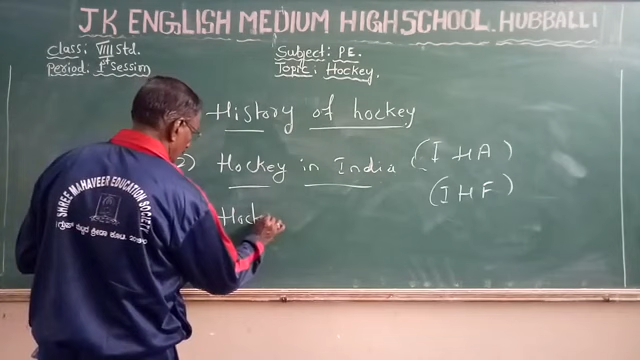 JK ENGLISH MEDIUM HIGHSCHOOL. HUBBALLI
Class: VIII Std.
Subject: P.E.
Period: Ist Session
Topic: Hockey.
History of hockey
2) Hockey in India (IHA)
(IHF)
Hock
SHREE MAHAVEER EDUCATION SOCIETY